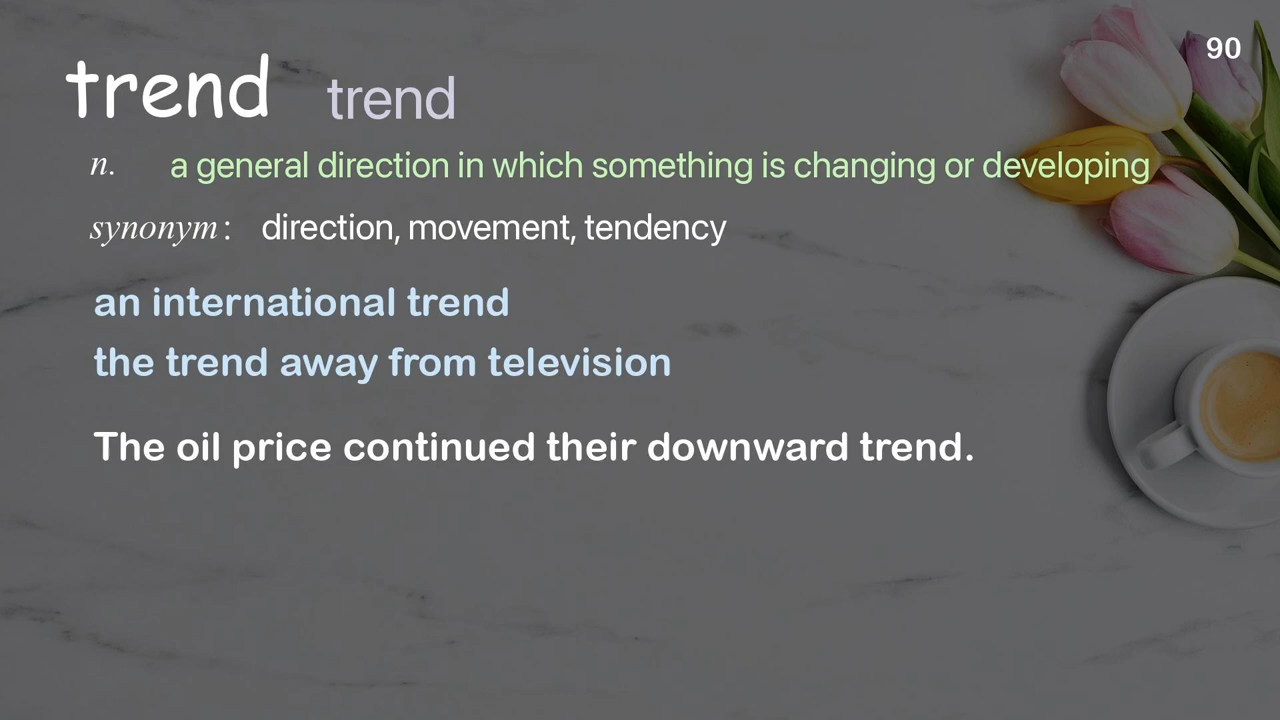 90
trend trend
n. a general direction in which something is changing or developing
synonym: direction, movement, tendency
an international trend
the trend away from television
The oil price continued their downward trend.